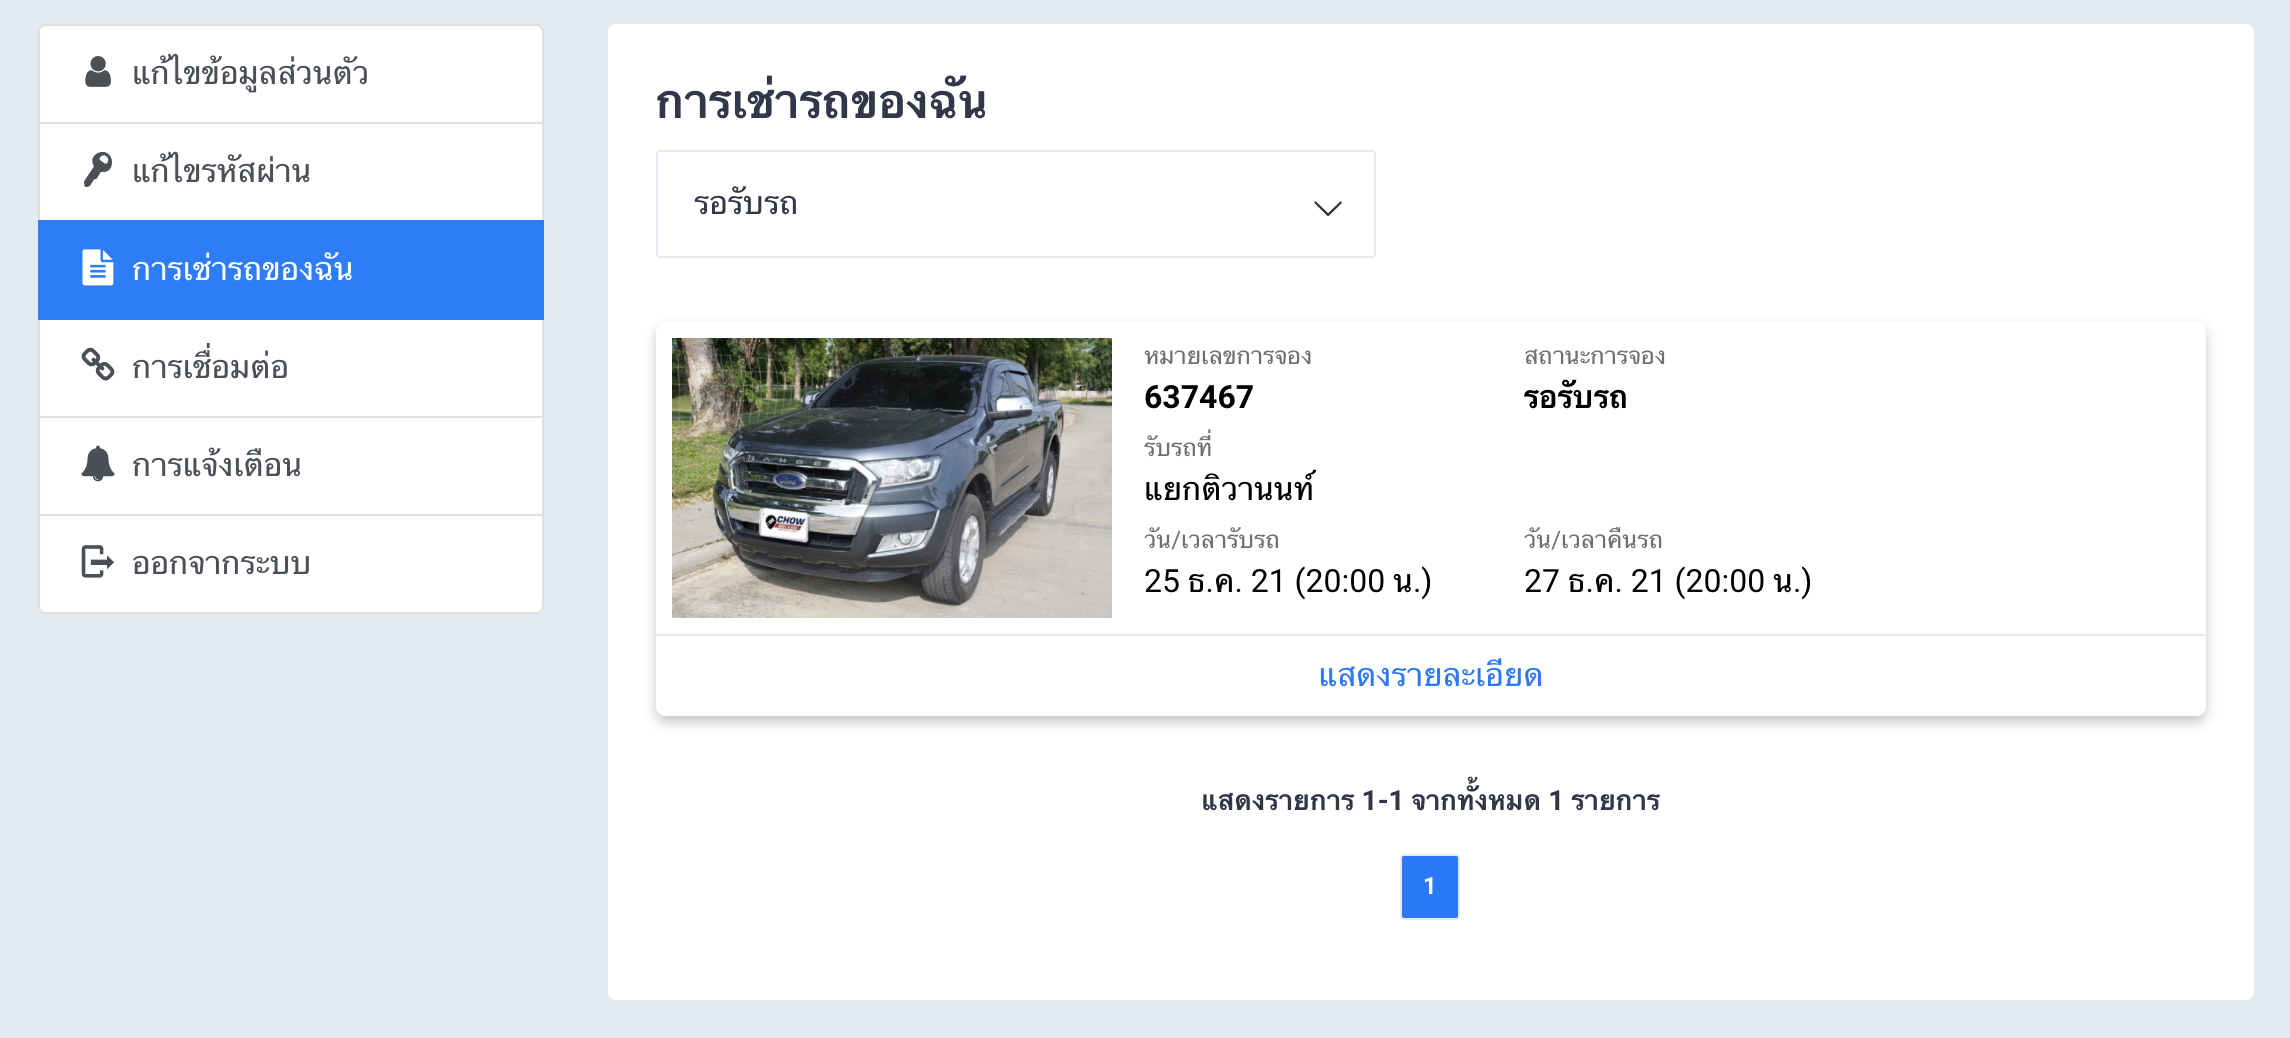 แก้ไขข้อมูลส่วนตัว
แก้ไขรหัสผ่าน
การเช่ารถของฉัน
การเชื่อมต่อ
การแจ้งเตือน
ออกจากระบบ
การเช่ารถของฉัน
รอรับรถ
RANGER
Ford
CHOW
หมายเลขการจอง สถานะการจอง
637467 รอรับรถ
รับรถที่
แยกติวานนท์
วัน/เวลารับรถ วัน/เวลาคืนรถ
25 ธ.ค. 21 (20:00 น.) 27 ธ.ค. 21 (20:00 น.)
แสดงรายละเอียด
แสดงรายการ 1-1 จากทั้งหมด 1 รายการ
1